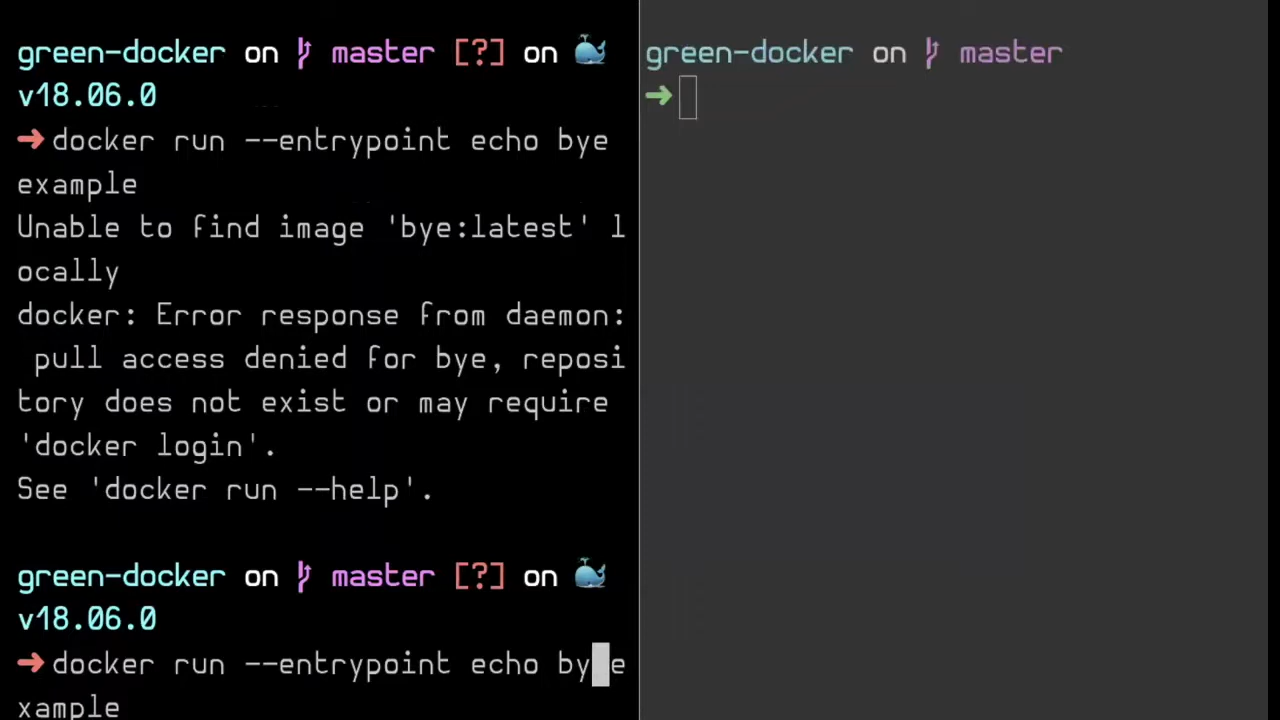 green-docker on master [?] on
v18.06.0
➜ docker run --entrypoint echo bye
example
Unable to find image 'bye:latest' l
ocally
docker: Error response from daemon:
 pull access denied for bye, reposi
tory does not exist or may require
'docker login'.
See 'docker run --help'.
green-docker on master [?] on
v18.06.0
➜ docker run --entrypoint echo by e
xample
green-docker on master
➜